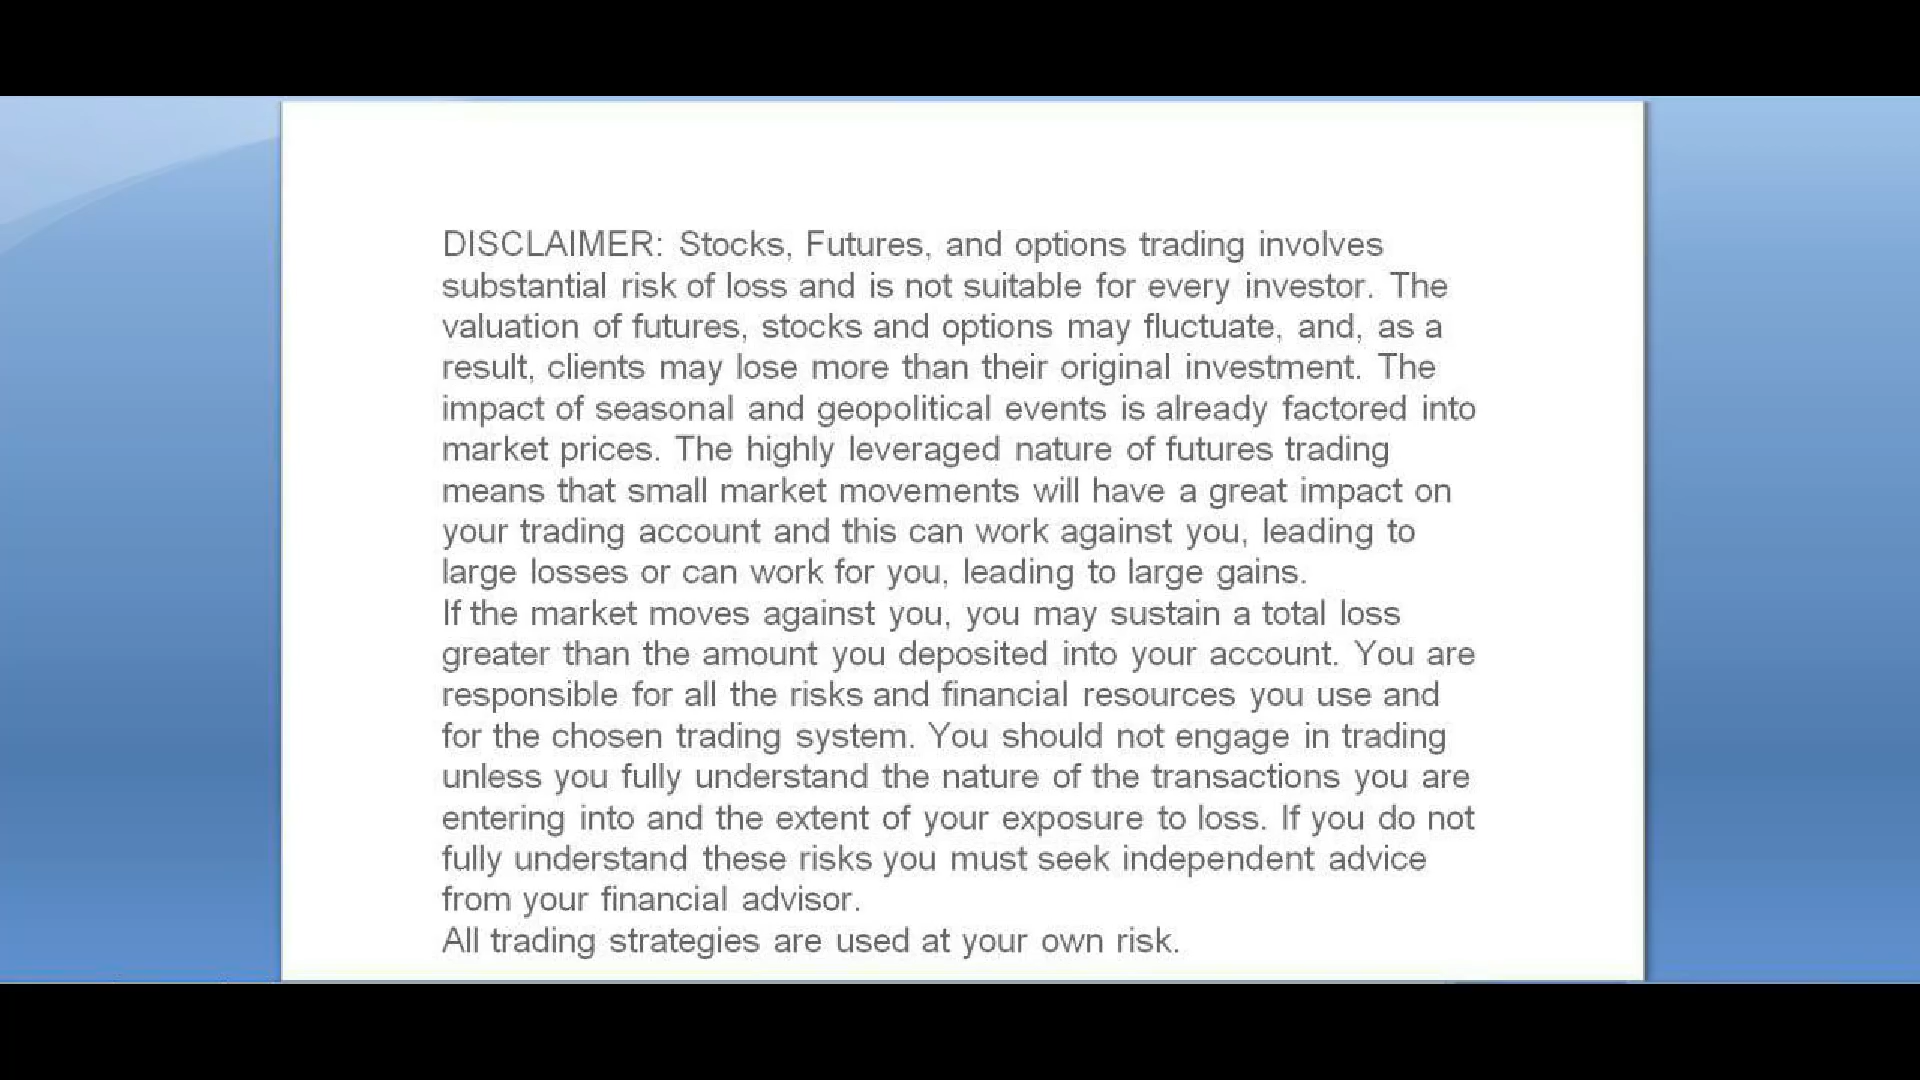 DISCLAIMER: Stocks, Futures, and options trading involves
substantial risk of loss and is not suitable for every investor. The
valuation of futures, stocks and options may fluctuate, and, as a
result, clients may lose more than their original investment. The
impact of seasonal and geopolitical events is already factored into
market prices. The highly leveraged nature of futures trading
means that small market movements will have a great impact on
your trading account and this can work against you, leading to
large losses or can work for you, leading to large gains.
If the market moves against you, you may sustain a total loss
greater than the amount you deposited into your account. You are
responsible for all the risks and financial resources you use and
for the chosen trading system. You should not engage in trading
unless you fully understand the nature of the transactions you are
entering into and the extent of your exposure to loss. If you do not
fully understand these risks you must seek independent advice
from your financial advisor.
All trading strategies are used at your own risk.